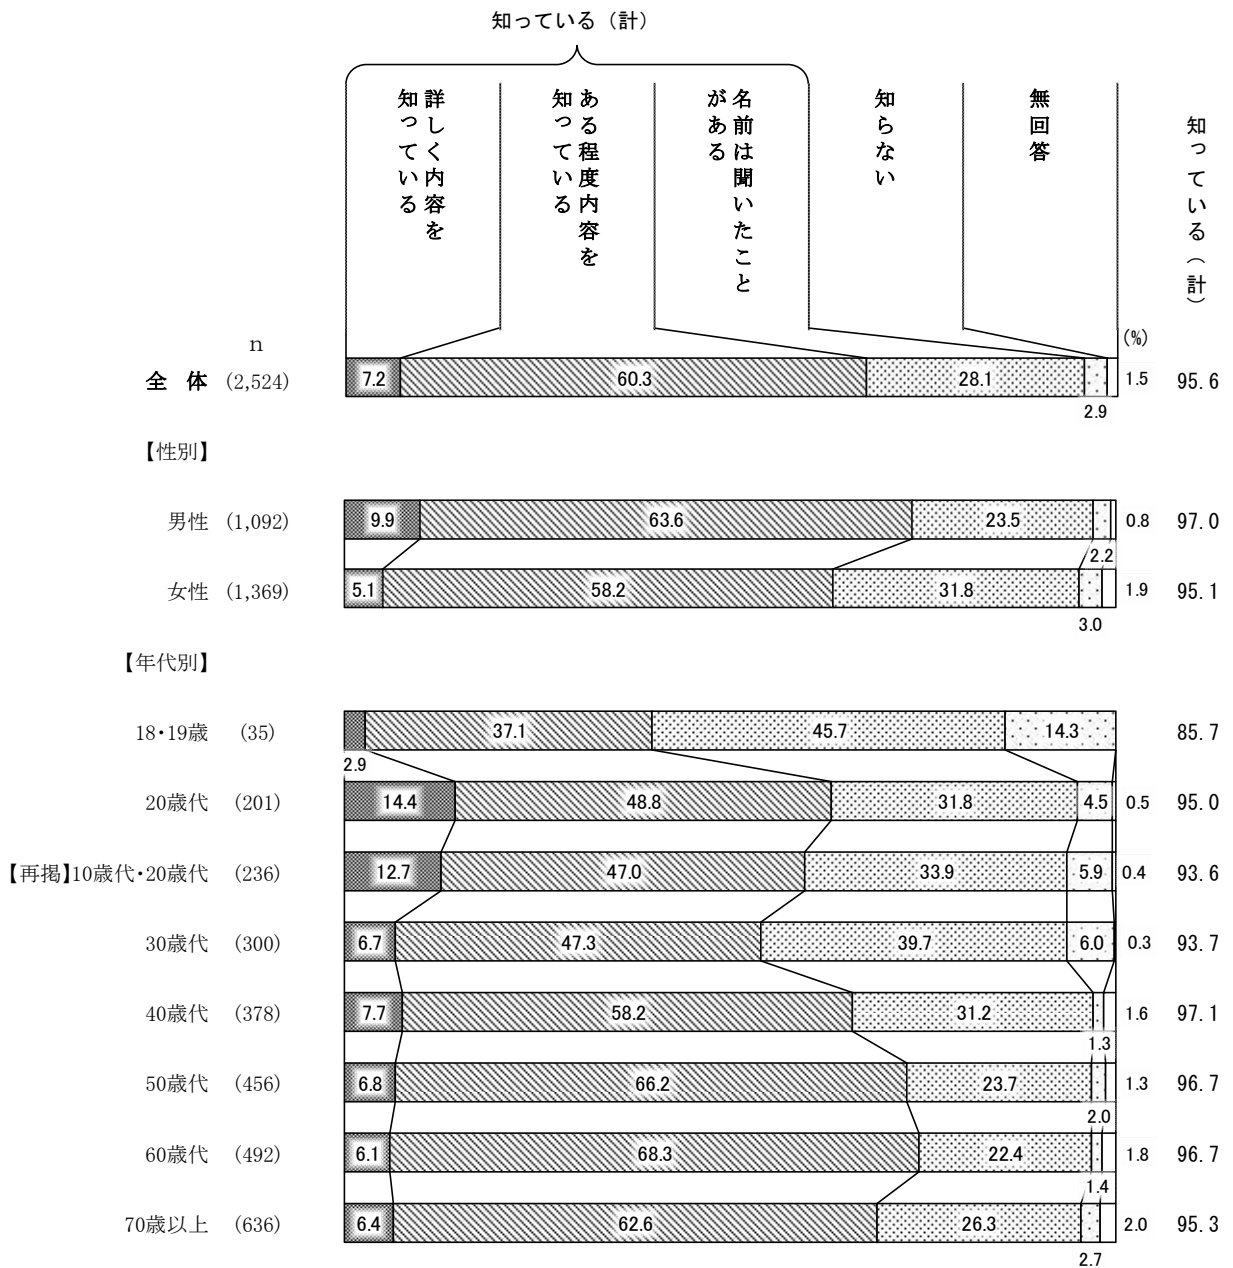 知っている（計）
詳しく内容を
知っている
ある程度内容を
知っている
名前は聞いたこと
がある
知らない
無回答
知っている（計）
(%)
n
全 体 (2,524) 7.2 60.3 28.1 1.5 95.6
2.9
【性別】
男性 (1,092) 9.9 63.6 23.5 0.8 97.0
2.2
女性 (1,369) 5.1 58.2 31.8 1.9 95.1
3.0
【年代別】
18・19歳 (35) 37.1 45.7 14.3 85.7
2.9
20歳代 (201) 14.4 48.8 31.8 4.5 0.5 95.0
【再掲】10歳代・20歳代 (236) 12.7 47.0 33.9 5.9 0.4 93.6
30歳代 (300) 6.7 47.3 39.7 6.0 0.3 93.7
40歳代 (378) 7.7 58.2 31.2 1.6 97.1
1.3
50歳代 (456) 6.8 66.2 23.7 1.3 96.7
2.0
60歳代 (492) 6.1 68.3 22.4 1.8 96.7
1.4
70歳以上 (636) 6.4 62.6 26.3 2.0 95.3
2.7